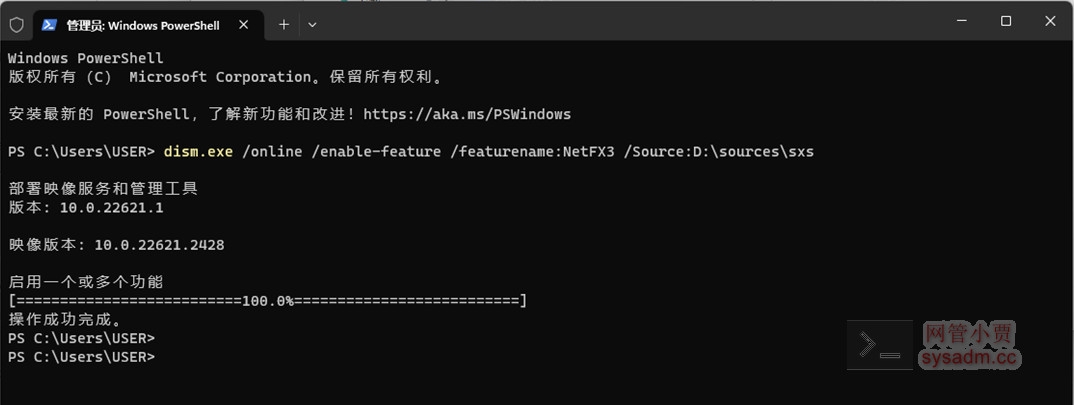 管理员: Windows PowerShell
Windows PowerShell
版权所有 (C) Microsoft Corporation。保留所有权利。
安装最新的 PowerShell，了解新功能和改进！https://aka.ms/PSWindows
PS C:\Users\USER> dism.exe /online /enable-feature /featurename:NetFX3 /Source:D:\sources\sxs
部署映像服务和管理工具
版本: 10.0.22621.1
映像版本: 10.0.22621.2428
启用一个或多个功能
[==========================100.0%==========================]
操作成功完成。
PS C:\Users\USER>
PS C:\Users\USER>
网管小贾
sysadm.cc